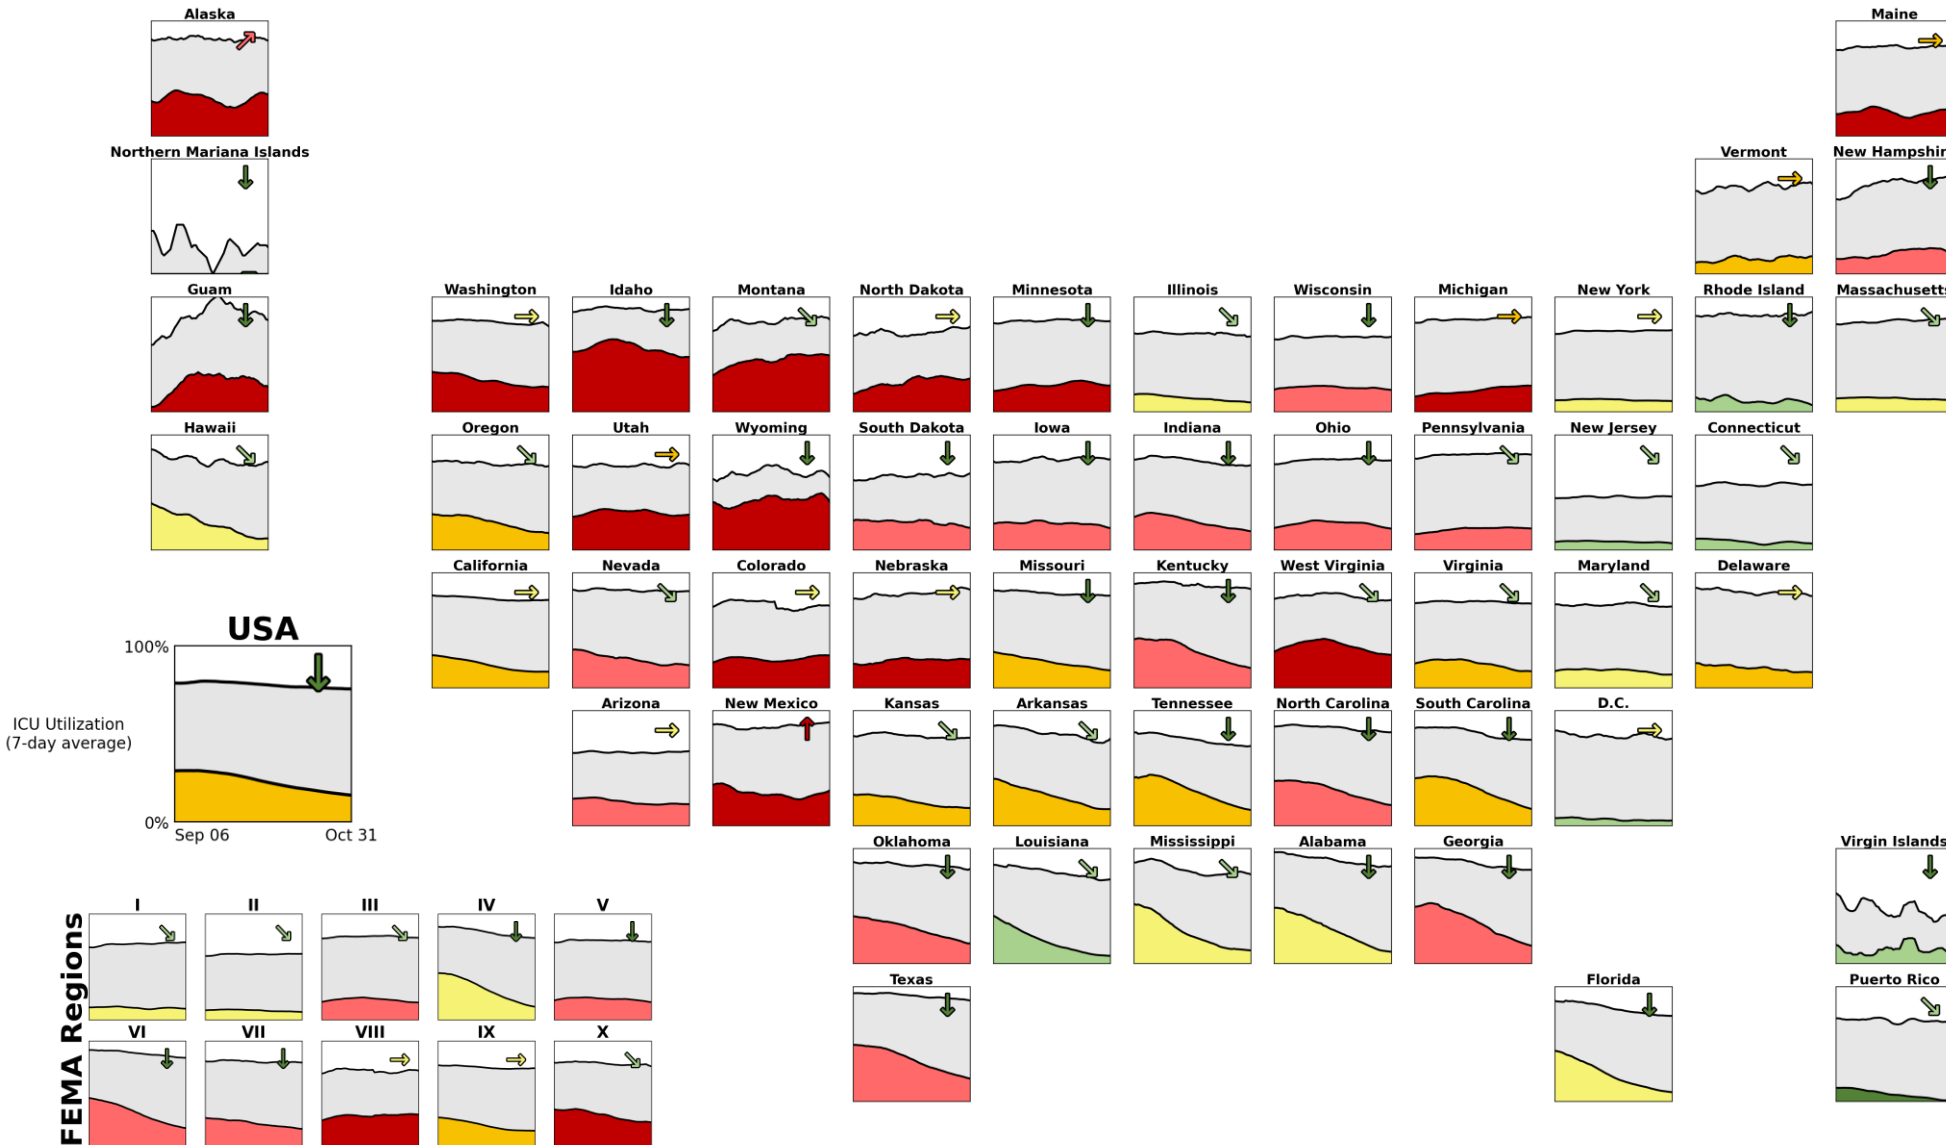 Alaska
Maine
Northern Mariana Islands
Vermont
New Hampshir
Guam
Washington
Idaho
Montana
North Dakota
Minnesota
Illinois
Wisconsin
Michigan
New York
Rhode Island
Massachusetts
Hawaii
Oregon
Utah
Wyoming
South Dakota
Iowa
Indiana
Ohio
Pennsylvania
New Jersey
Connecticut
California
Nevada
Colorado
Nebraska
Missouri
Kentucky
West Virginia
Virginia
Maryland
Delaware
USA
100%
ICU Utilization
(7-day average)
0%
Sep 06
Oct 31
Arizona
New Mexico
Kansas
Arkansas
Tennessee
North Carolina
South Carolina
D.C.
Oklahoma
Louisiana
Mississippi
Alabama
Georgia
Virgin Islands
Texas
Florida
Puerto Rico
FEMA Regions
I
II
III
IV
V
VI
VII
VIII
IX
X